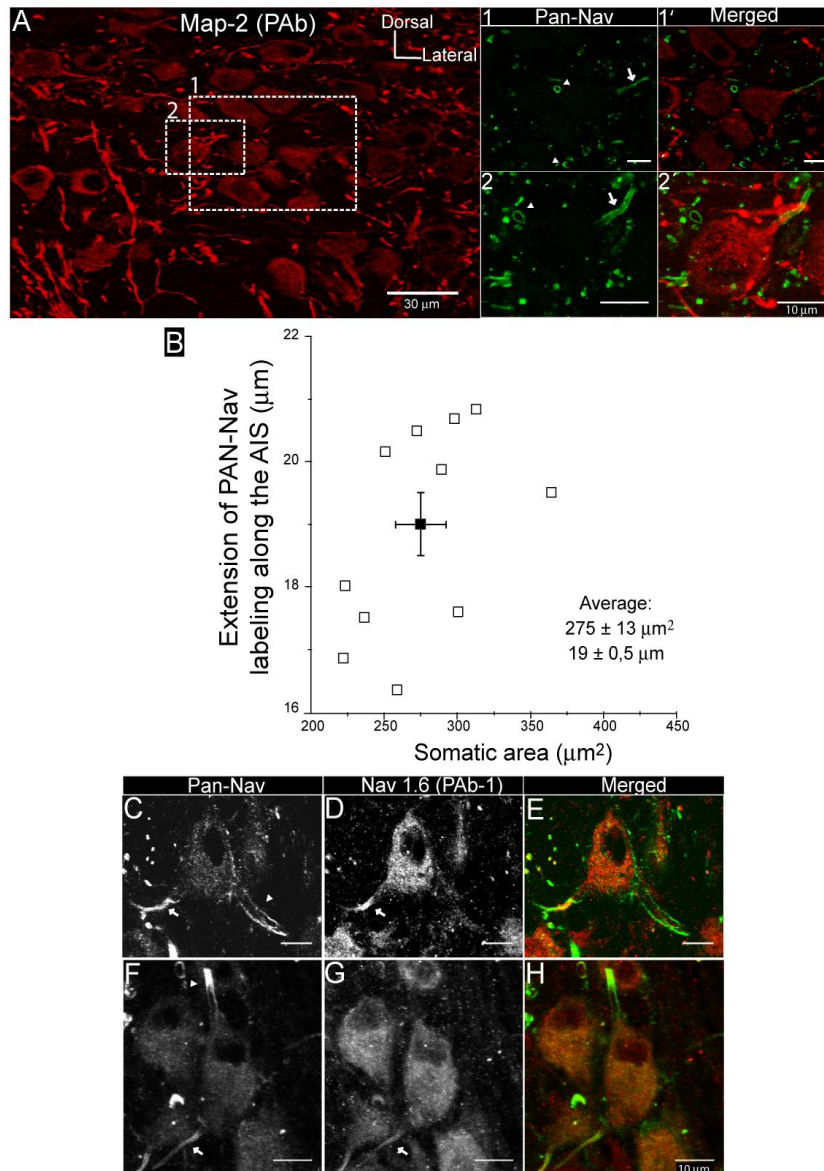 A
Map-2 (PAb)
Dorsal
Lateral
1
2
30 µm
1
Pan-Nav
1'
Merged
2
2'
10 µm
B
Extension of PAN-Nav
labeling along the AIS (µm)
22
20
18
16
200
250
300
350
400
450
Somatic area (µm²)
Average:
275 ± 13 µm²
19 ± 0,5 µm
Pan-Nav
Nav 1.6 (PAb-1)
Merged
C
D
E
F
G
H
10 µm